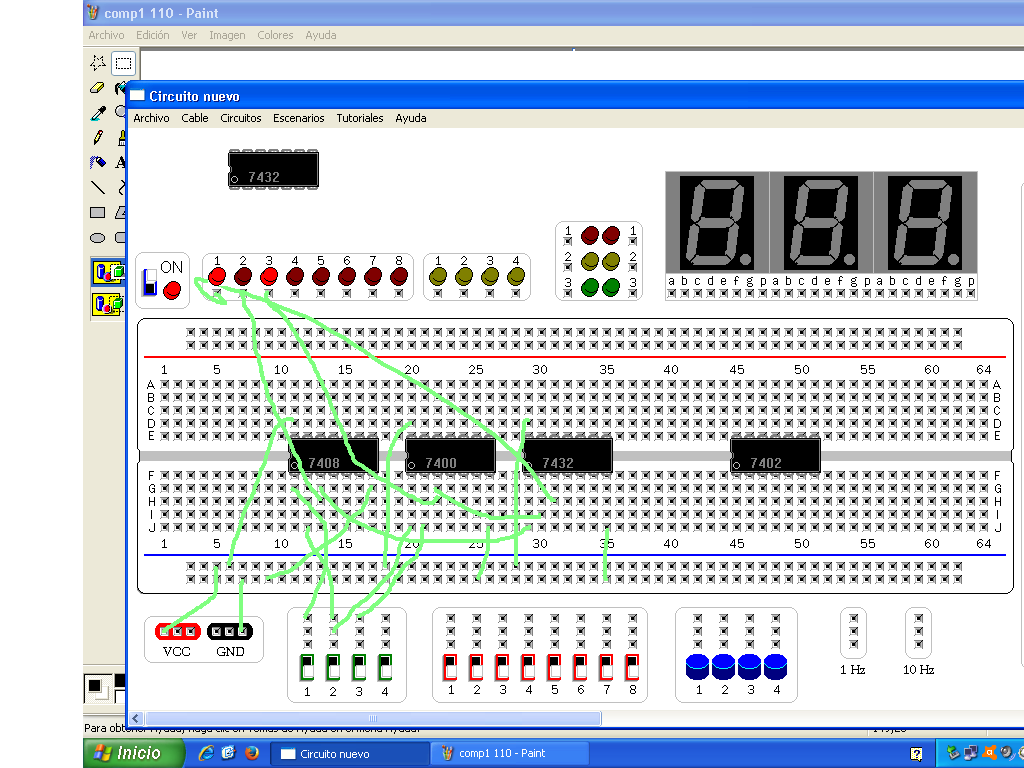 comp1 110 - Paint
Archivo Edición Ver Imagen Colores Ayuda
Circuito nuevo
Archivo Cable Circuitos Escenarios Tutoriales Ayuda
7432
ON
1 2 3 4 5 6 7 8
1 2 3 4
1 1
2 2
3 3
a b c d e f g p a b c d e f g p a b c d e f g p
1 5 10 15 20 25 30 35 40 45 50 55 60 64
A A
B B
C C
D D
E E
7408 7400 7432 7402
F F
G G
H H
I I
J J
1 5 10 15 20 25 30 35 40 45 50 55 60 64
VCC GND
1 2 3 4
1 2 3 4 5 6 7 8
1 2 3 4
1 Hz 10 Hz
Inicio
Circuito nuevo
comp1 110 - Paint